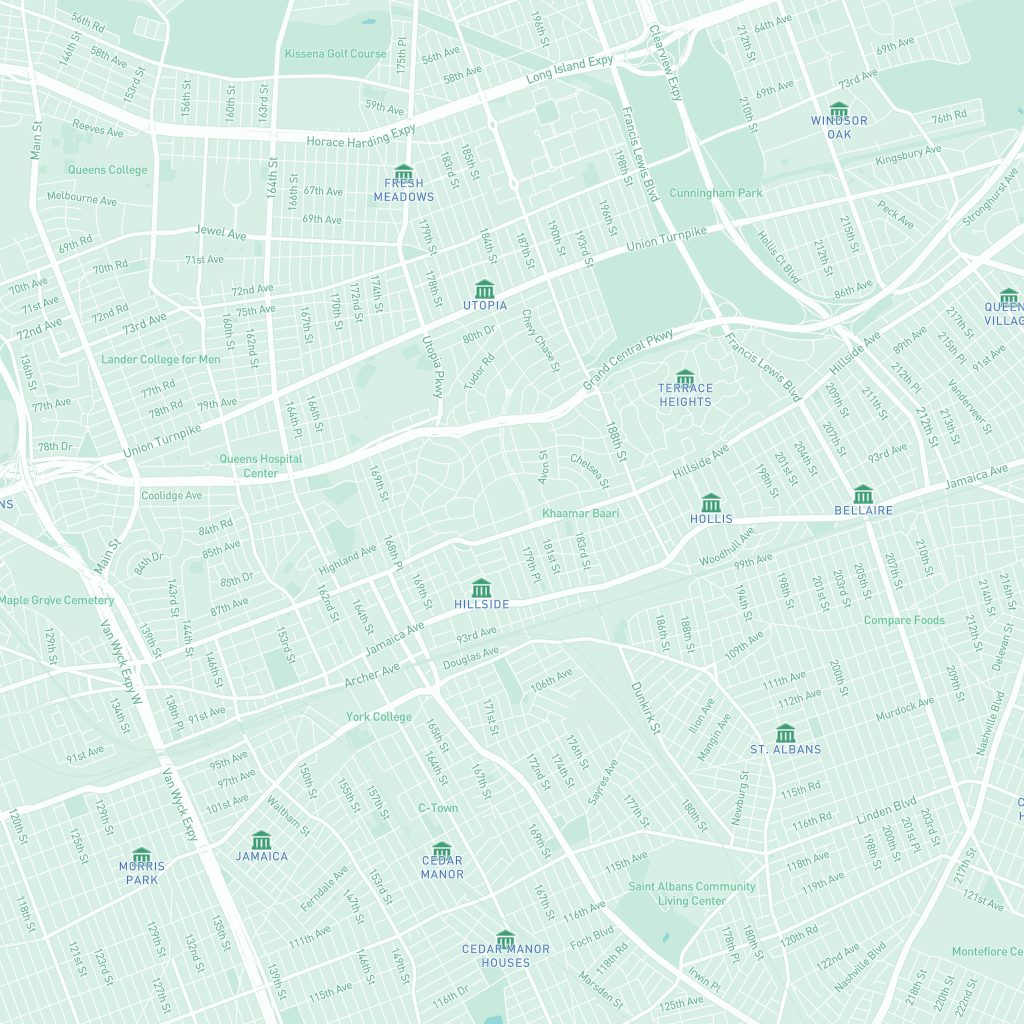 56th Ave
146th St
58th Ave
153rd St
156th St
160th St
163rd St
Kissena Golf Course
175th Pl
56th Ave
58th Ave
59th Ave
196th St
Long Island Expy
Clearview Expy
212th St
64th Ave
69th Ave
73rd Ave
69th Ave
210th St
WINDSOR
OAK
76th Rd
Main St
Reeves Ave
Queens College
Melbourne Ave
Horace Harding Expy
164th St
166th St
67th Ave
69th Ave
FRESH
MEADOWS
183rd St
185th St
Francis Lewis Blvd
198th St
196th St
Cunningham Park
Kingsbury Ave
Peck Ave
Stronghurst Ave
Jewel Ave
69th Rd
71st Ave
70th Rd
70th Ave
71st Ave
72nd Ave
72nd Rd
73rd Ave
72nd Ave
75th Ave
179th St
184th St
187th St
190th St
193rd St
Union Turnpike
Hollis Ct Blvd
212th St
215th St
86th Ave
178th St
174th St
172nd St
170th St
167th St
162nd St
160th St
UTOPIA
80th Dr
Chevy Chase St
Tudor Rd
Utopia Pkwy
Grand Central Pkwy
Francis Lewis Blvd
Hillside Ave
89th Ave
217th St
215th Pl
91st Ave
212th Pl
Vanderveer St
136th St
Lander College for Men
77th Rd
78th Rd
79th Ave
77th Ave
78th Dr
Union Turnpike
164th Pl
166th St
TERRACE
HEIGHTS
209th St
211th St
212th St
213th St
207th St
204th St
201st St
198th St
93rd Ave
Jamaica Ave
Queens Hospital
Center
Coolidge Ave
169th St
Avon St
Chelsea St
188th St
Hillside Ave
Khaamar Baari
HOLLIS
BELLAIRE
84th Rd
85th Ave
84th Dr
85th Dr
87th Ave
Main St
Highland Ave
168th Pl
169th St
179th Pl
181st St
183rd St
Woodhull Ave
99th Ave
207th St
210th St
Maple Grove Cemetery
129th St
143rd St
144th St
139th St
146th St
162nd St
164th St
153rd St
HILLSIDE
Jamaica Ave
93rd Ave
Archer Ave
Douglas Ave
186th St
188th St
194th St
198th St
203rd St
205th St
Compare Foods
214th St
216th St
212th St
Delevan St
Van Wyck Expy W
134th St
138th Pl
91st Ave
91st Ave
95th Ave
97th Ave
101st Ave
York College
165th St
164th St
171st St
106th Ave
Dunkirk St
109th Ave
111th Ave
112th Ave
200th St
209th St
Murdock Ave
Nashville Blvd
Ilion Ave
Mangin Ave
ST. ALBANS
Van Wyck Expy
150th St
155th St
157th St
Waltham St
167th St
172nd St
174th St
176th St
Sayres Ave
177th St
180th St
Newburg St
115th Rd
116th Rd
Linden Blvd
120th St
129th St
125th St
MORRIS
PARK
JAMAICA
C-Town
CEDAR
MANOR
169th St
115th Ave
118th Ave
119th Ave
198th St
200th St
201st Pl
203rd St
217th St
118th St
121st St
123rd St
129th St
132nd St
127th St
135th St
139th St
Ferndale Ave
111th Ave
115th Ave
153rd St
147th St
146th St
149th St
116th Dr
167th St
CEDAR MANOR
HOUSES
116th Ave
Foch Blvd
118th Rd
Marsden St
Saint Albans Community
Living Center
178th Pl
120th Rd
122nd Ave
Nashville Blvd
Irwin Pl
125th Ave
121st Ave
218th St
220th St
222nd St